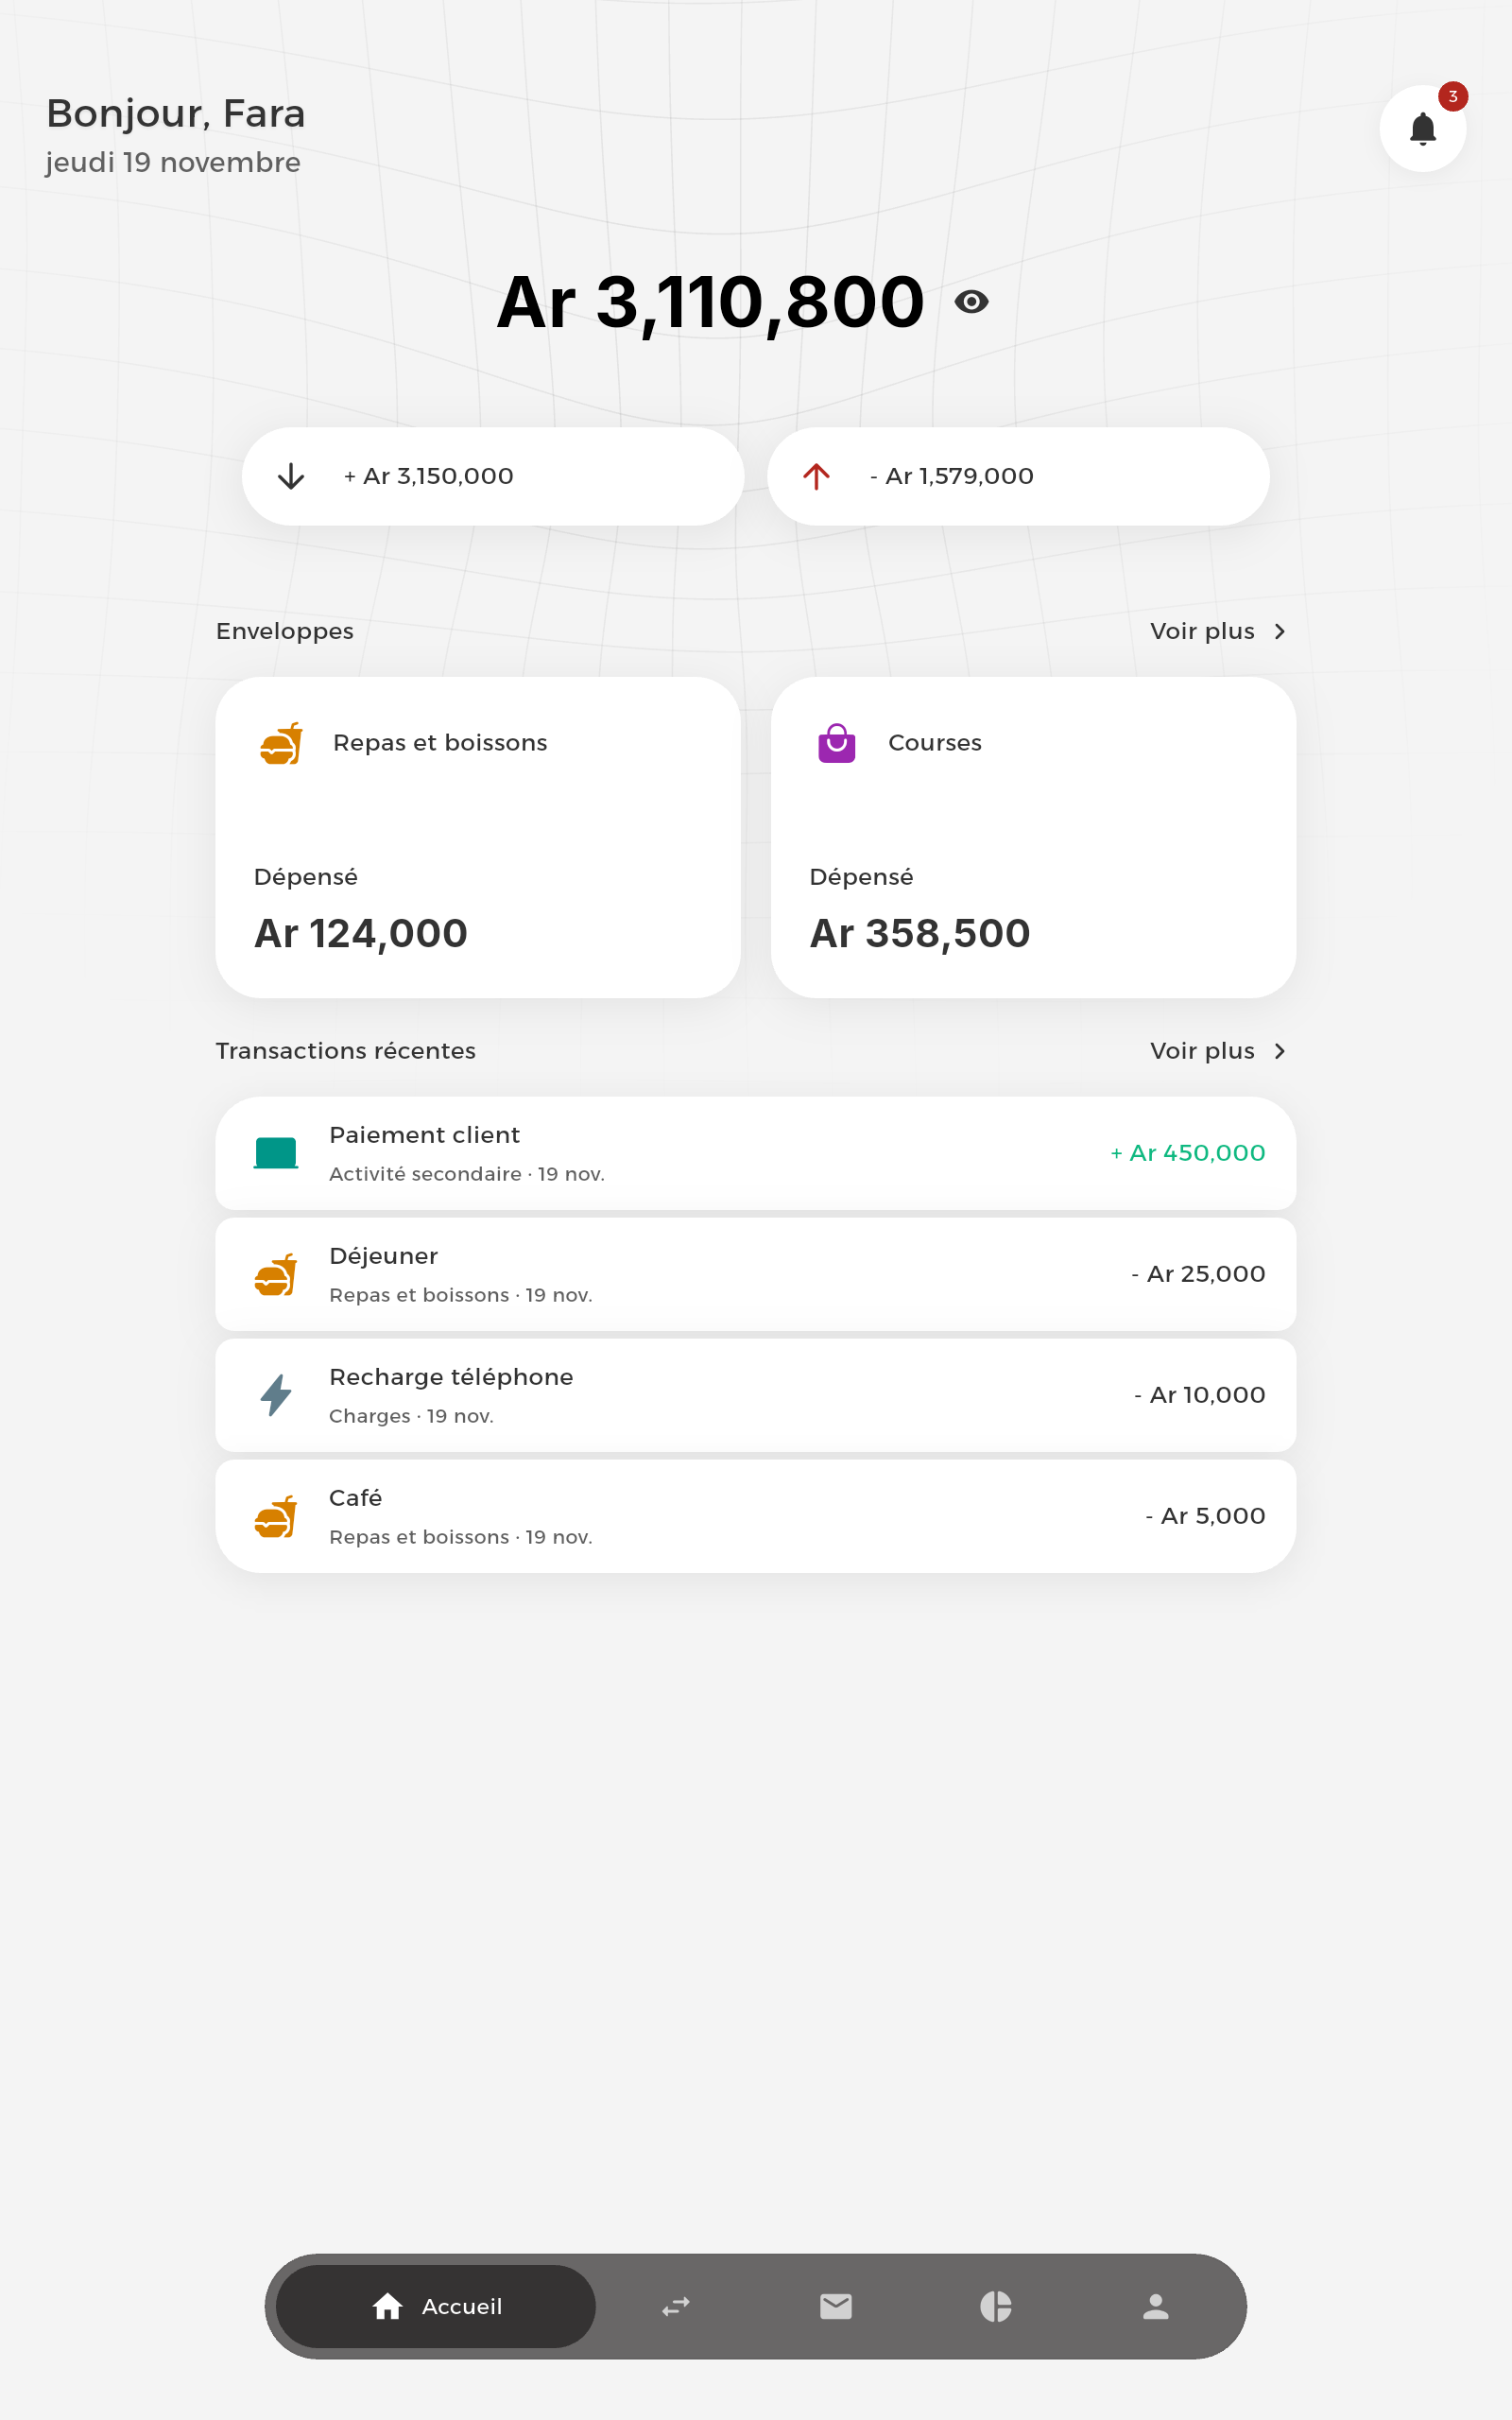 Bonjour, Fara
3
jeudi 19 novembre
Ar 3,110,800
+ Ar 3,150,000
- Ar 1,579,000
Enveloppes
Voir plus
Repas et boissons
Courses
Dépensé
Dépensé
Ar 124,000
Ar 358,500
Transactions récentes
Voir plus
Paiement client
Activité secondaire · 19 nov.
+ Ar 450,000
Déjeuner
Repas et boissons · 19 nov.
- Ar 25,000
Recharge téléphone
Charges · 19 nov.
- Ar 10,000
Café
Repas et boissons · 19 nov.
- Ar 5,000
Accueil